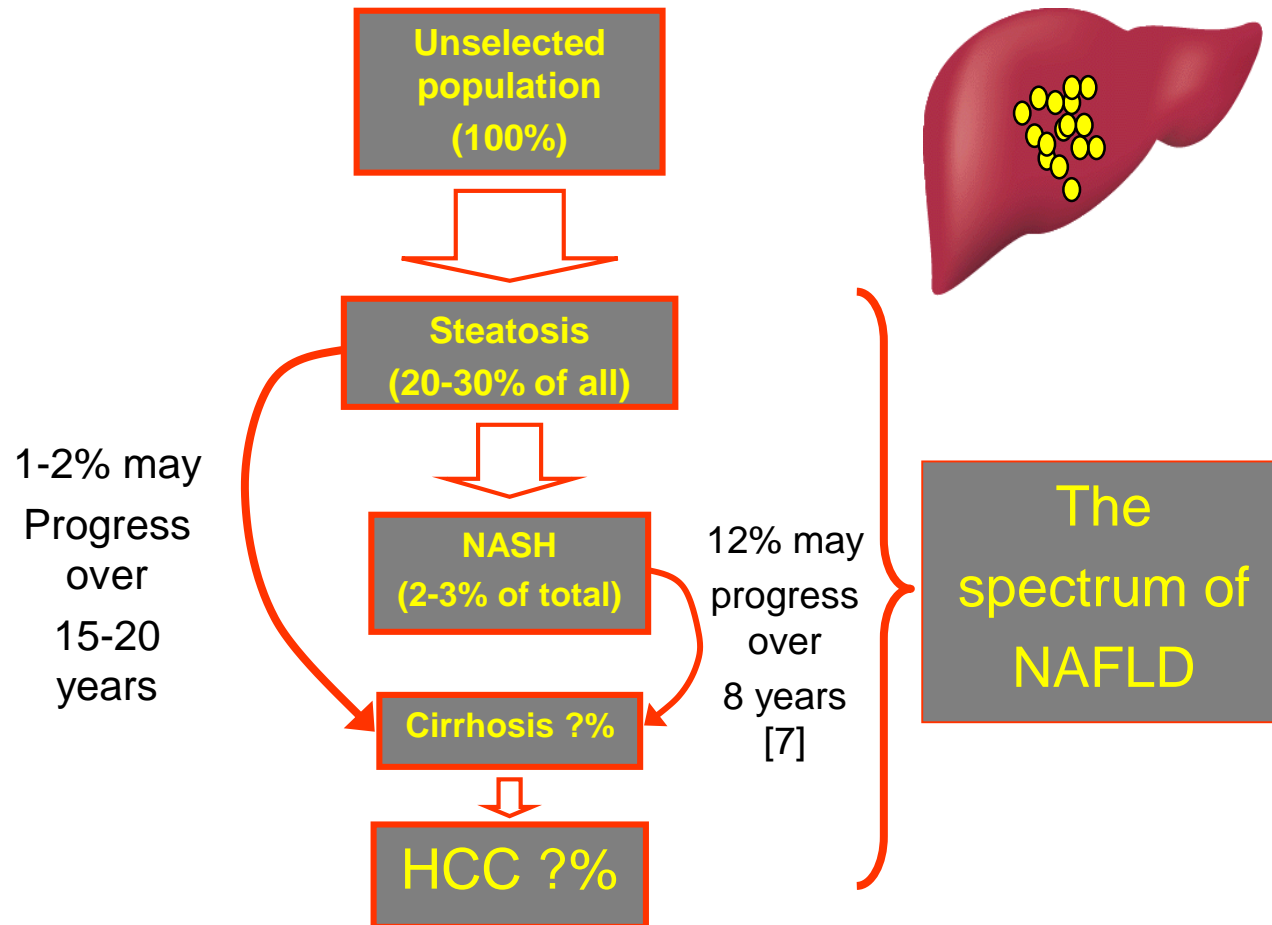 Unselected
population
(100%)
Steatosis
(20-30% of all)
1-2% may
Progress
over
15-20
years
NASH
(2-3% of total)
12% may
progress
over
8 years
[7]
The
spectrum of
NAFLD
Cirrhosis ?%
HCC ?%